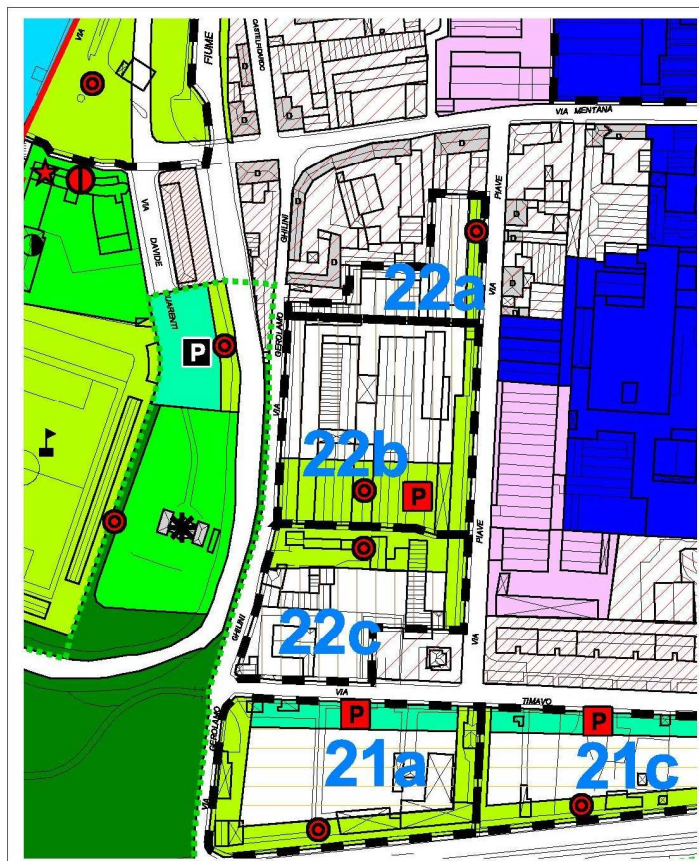 VIA
FIUME
CASTELFIDARDO
VIA MENTANA
VIA
DAVIDE
GUARENTI
GHILINI
PIAVE
VIA
22a
P
GEROLAMO
VIA
22b
P
PIAVE
GHILINI
22c
VIA
VIA
TIMAVO
GEROLAMO
P
P
21a
21c
VIA